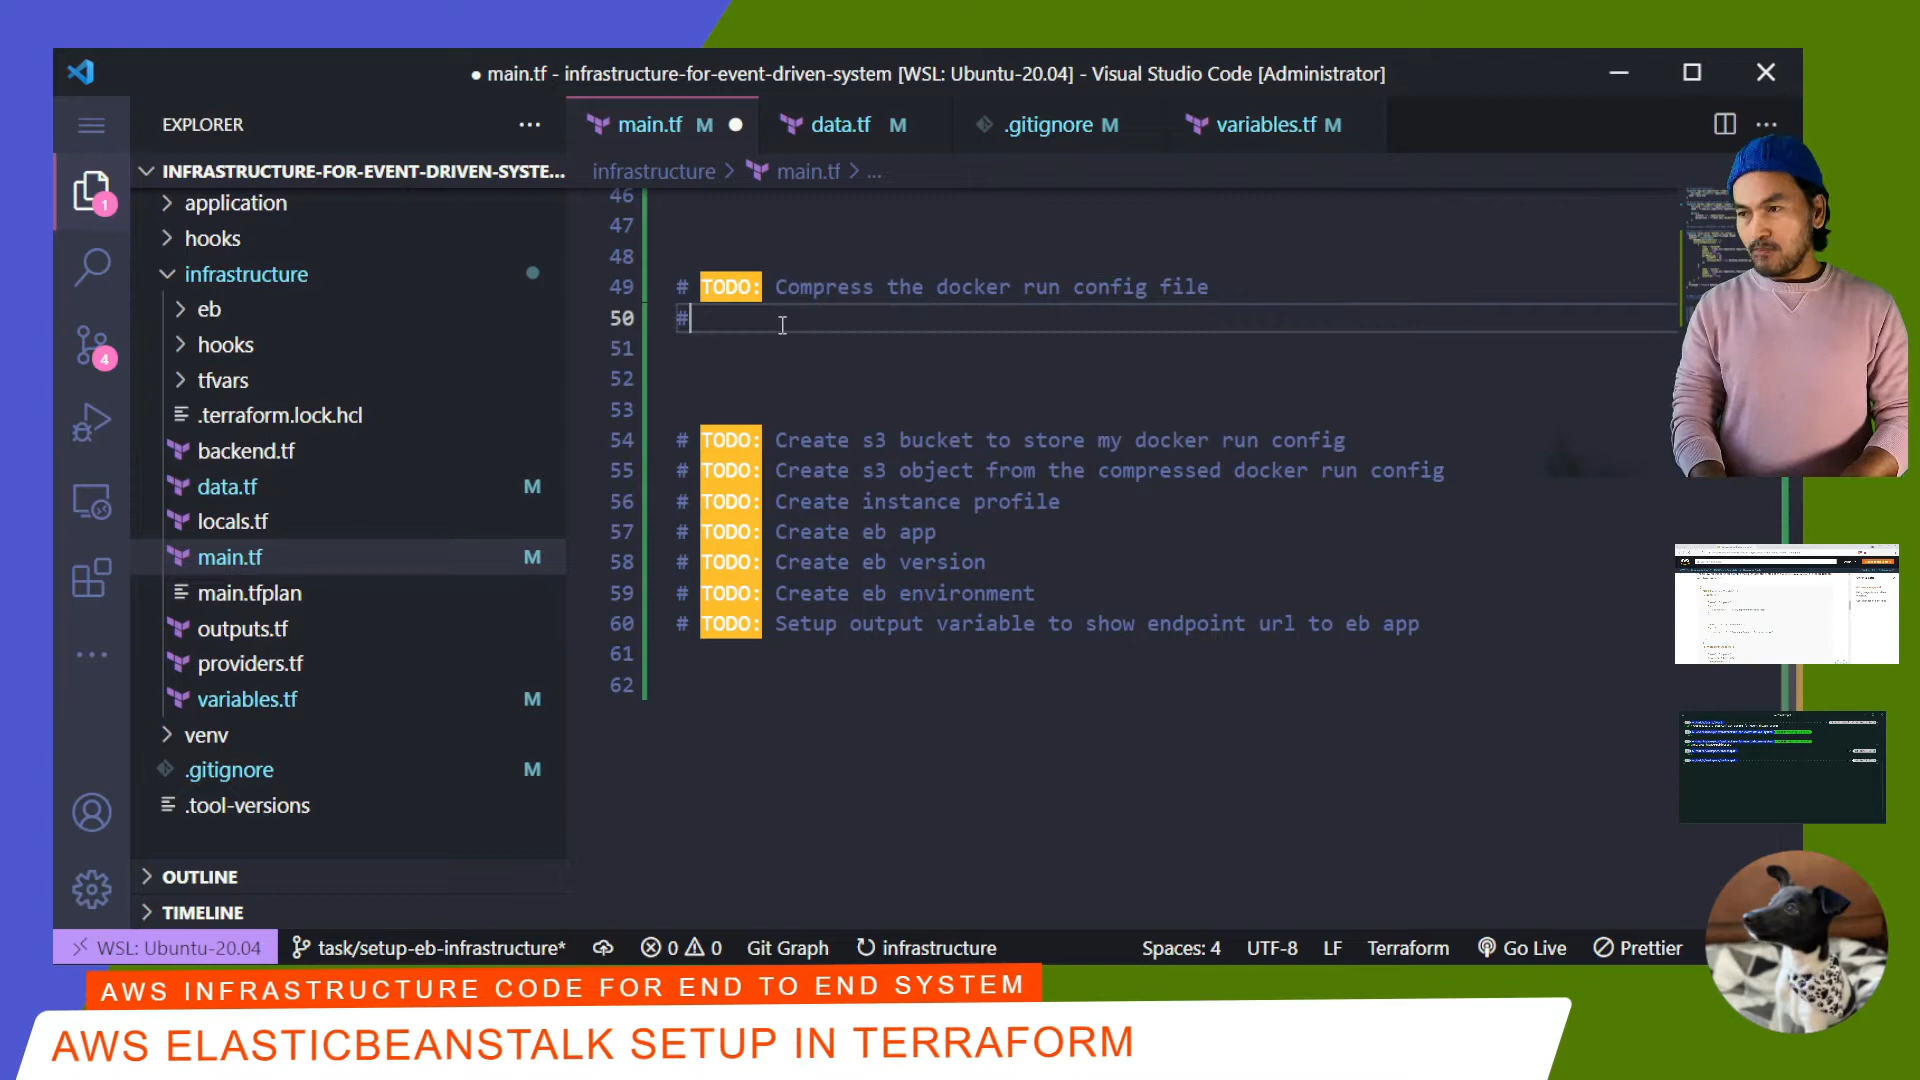 ● main.tf - infrastructure-for-event-driven-system [WSL: Ubuntu-20.04] - Visual Studio Code [Administrator]
EXPLORER ...
main.tf M ●
data.tf M
.gitignore M
variables.tf M
INFRASTRUCTURE-FOR-EVENT-DRIVEN-SYSTE...
infrastructure > main.tf > ...
application
hooks
infrastructure
eb
hooks
tfvars
.terraform.lock.hcl
backend.tf
data.tf M
locals.tf
main.tf M
main.tfplan
outputs.tf
providers.tf
variables.tf M
venv
.gitignore M
.tool-versions
OUTLINE
TIMELINE
1
4
46
47
48
49 # TODO: Compress the docker run config file
50 #
51
52
53
54 # TODO: Create s3 bucket to store my docker run config
55 # TODO: Create s3 object from the compressed docker run config
56 # TODO: Create instance profile
57 # TODO: Create eb app
58 # TODO: Create eb version
59 # TODO: Create eb environment
60 # TODO: Setup output variable to show endpoint url to eb app
61
62
WSL: Ubuntu-20.04 task/setup-eb-infrastructure* 0 0 Git Graph infrastructure Spaces: 4 UTF-8 LF Terraform Go Live Prettier
AWS INFRASTRUCTURE CODE FOR END TO END SYSTEM
AWS ELASTICBEANSTALK SETUP IN TERRAFORM